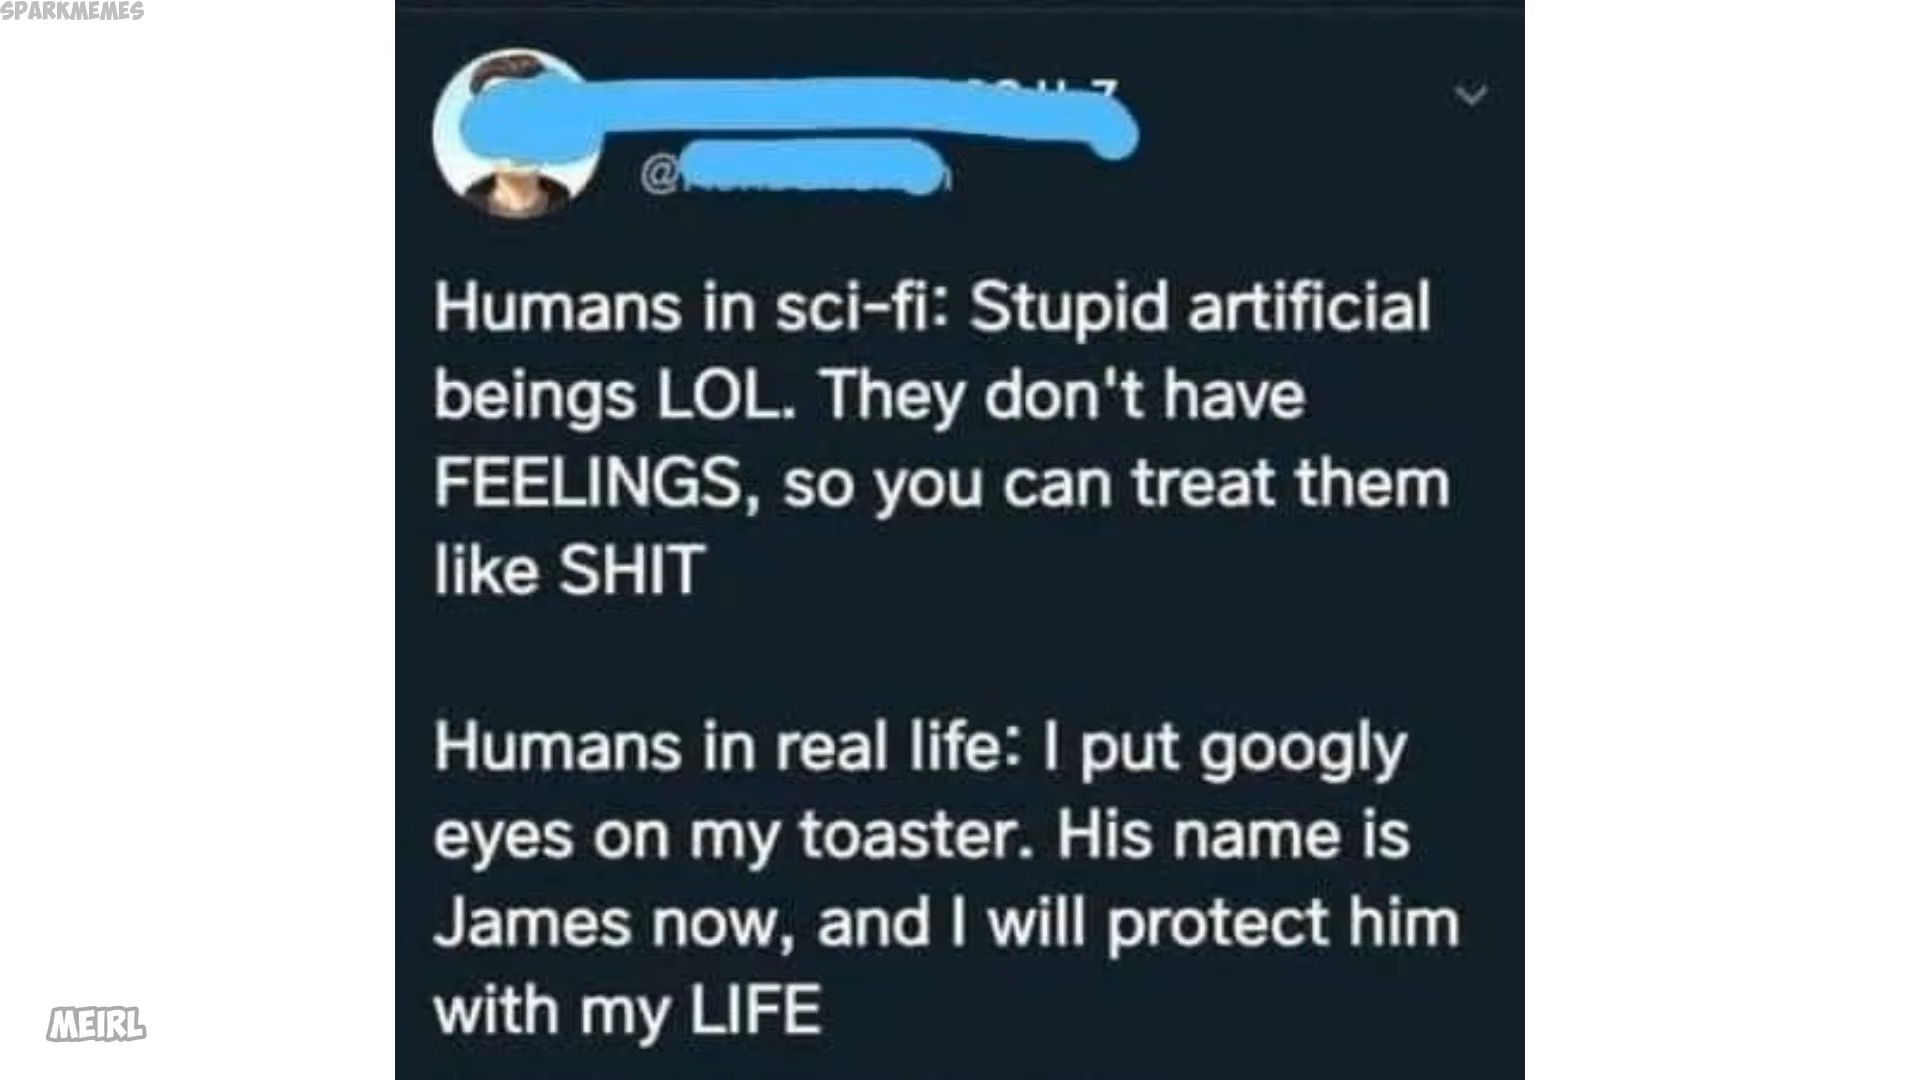 SPARKMEMES
@
Humans in sci-fi: Stupid artificial
beings LOL. They don't have
FEELINGS, so you can treat them
like SHIT
Humans in real life: I put googly
eyes on my toaster. His name is
James now, and I will protect him
with my LIFE
MEIRL